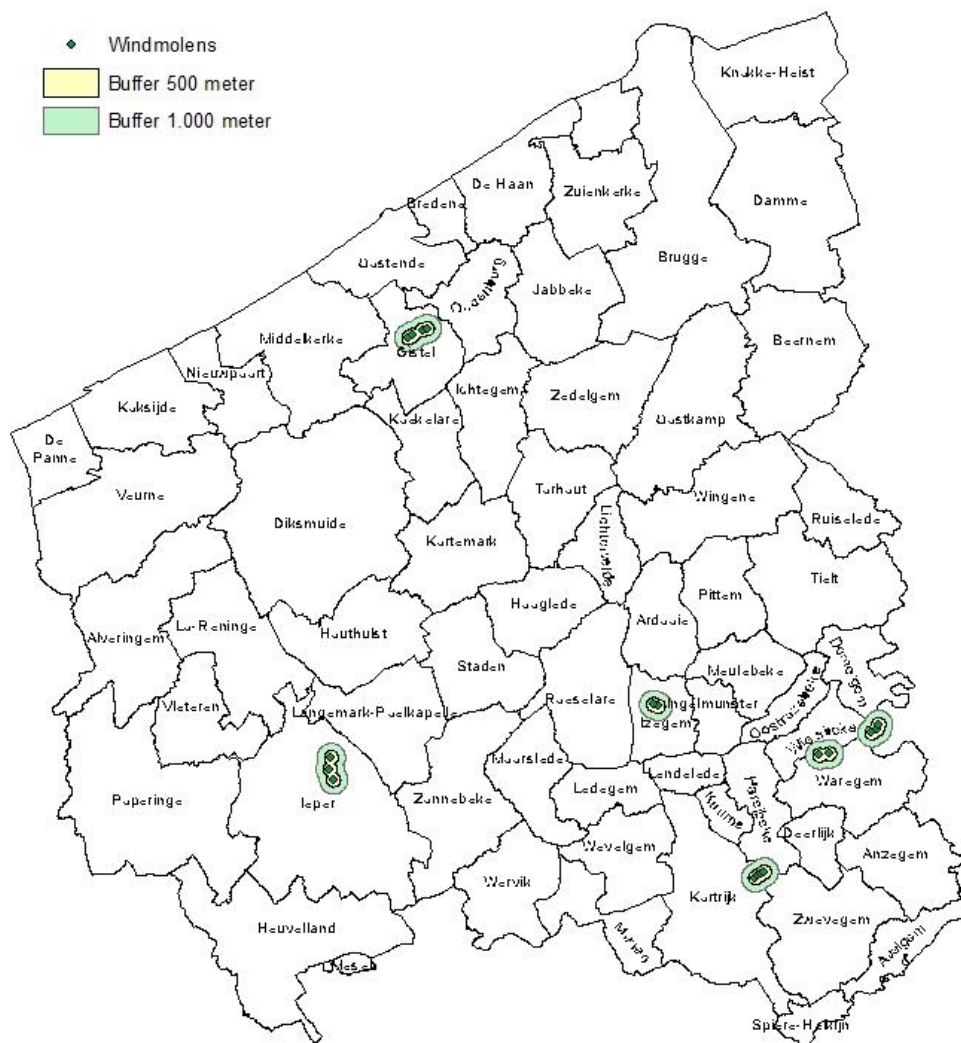 Windmolens
Buffer 500 meter
Buffer 1.000 meter
Knokke-Heist
De Haan
Zuienkerke
Bredene
Damme
Oostende
Brugge
Oudenburg
Jabbeke
Middelkerke
Beernem
Gistel
Nieuwpoort
Ichtegem
Zedelgem
Koksijde
Koekelare
Oostkamp
De
Panne
Veurne
Torhout
Wingene
Diksmuide
Ruiselede
Kortemark
Lichtervelde
Tielt
Pittem
Hooglede
Ardooie
Lo-Reninge
Houthulst
Alveringem
Staden
Meulebeke
Dentergem
Oostrozebeke
Vleteren
Langemark-Poelkapelle
Roeselare
Ingelmunster
Izegem
Wielsbeke
Moorslede
Lendelede
Waregem
Poperinge
Ieper
Zonnebeke
Ledegem
Harelbeke
Kuurne
Deerlijk
Wevelgem
Anzegem
Wervik
Kortrijk
Zwevegem
Heuvelland
Menen
Avelgem
Mesen
Spiere-Helkijn